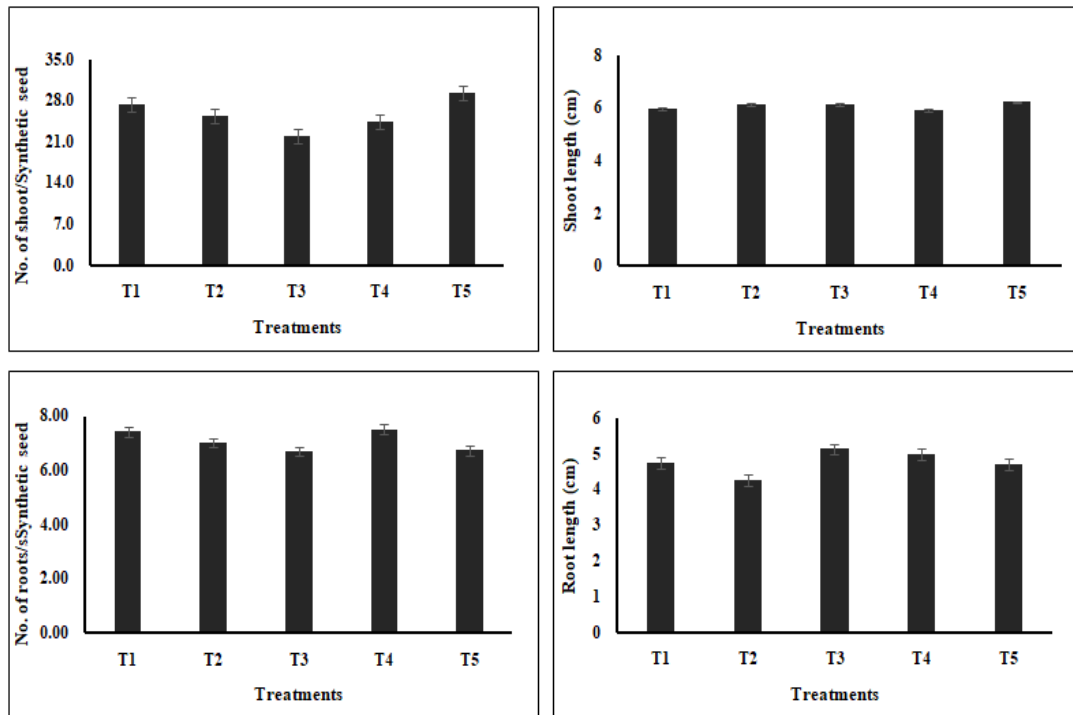 No. of shoot/Synthetic seed
35.0
28.0
21.0
14.0
7.0
0.0
T1 T2 T3 T4 T5
Treatments
Shoot length (cm)
8
6
4
2
0
T1 T2 T3 T4 T5
Treatments
No. of roots/sSynthetic seed
8.00
6.00
4.00
2.00
0.00
T1 T2 T3 T4 T5
Treatments
Root length (cm)
6
5
4
3
2
1
0
T1 T2 T3 T4 T5
Treatments